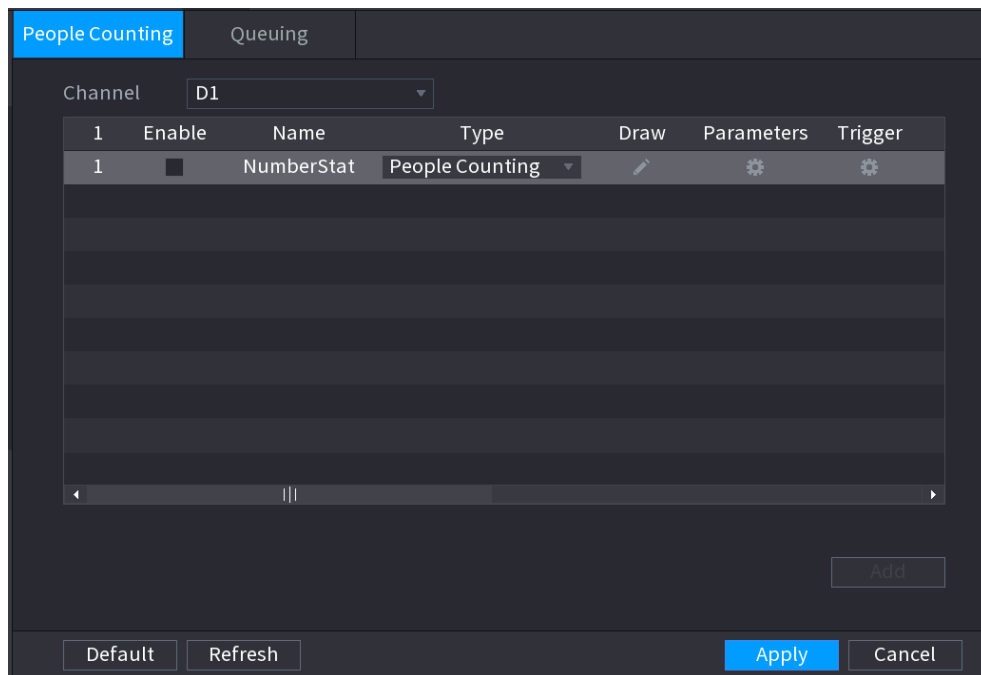 People Counting Queuing
Channel D1
1 Enable Name Type Draw Parameters Trigger
1 NumberStat People Counting
Add
Default Refresh Apply Cancel